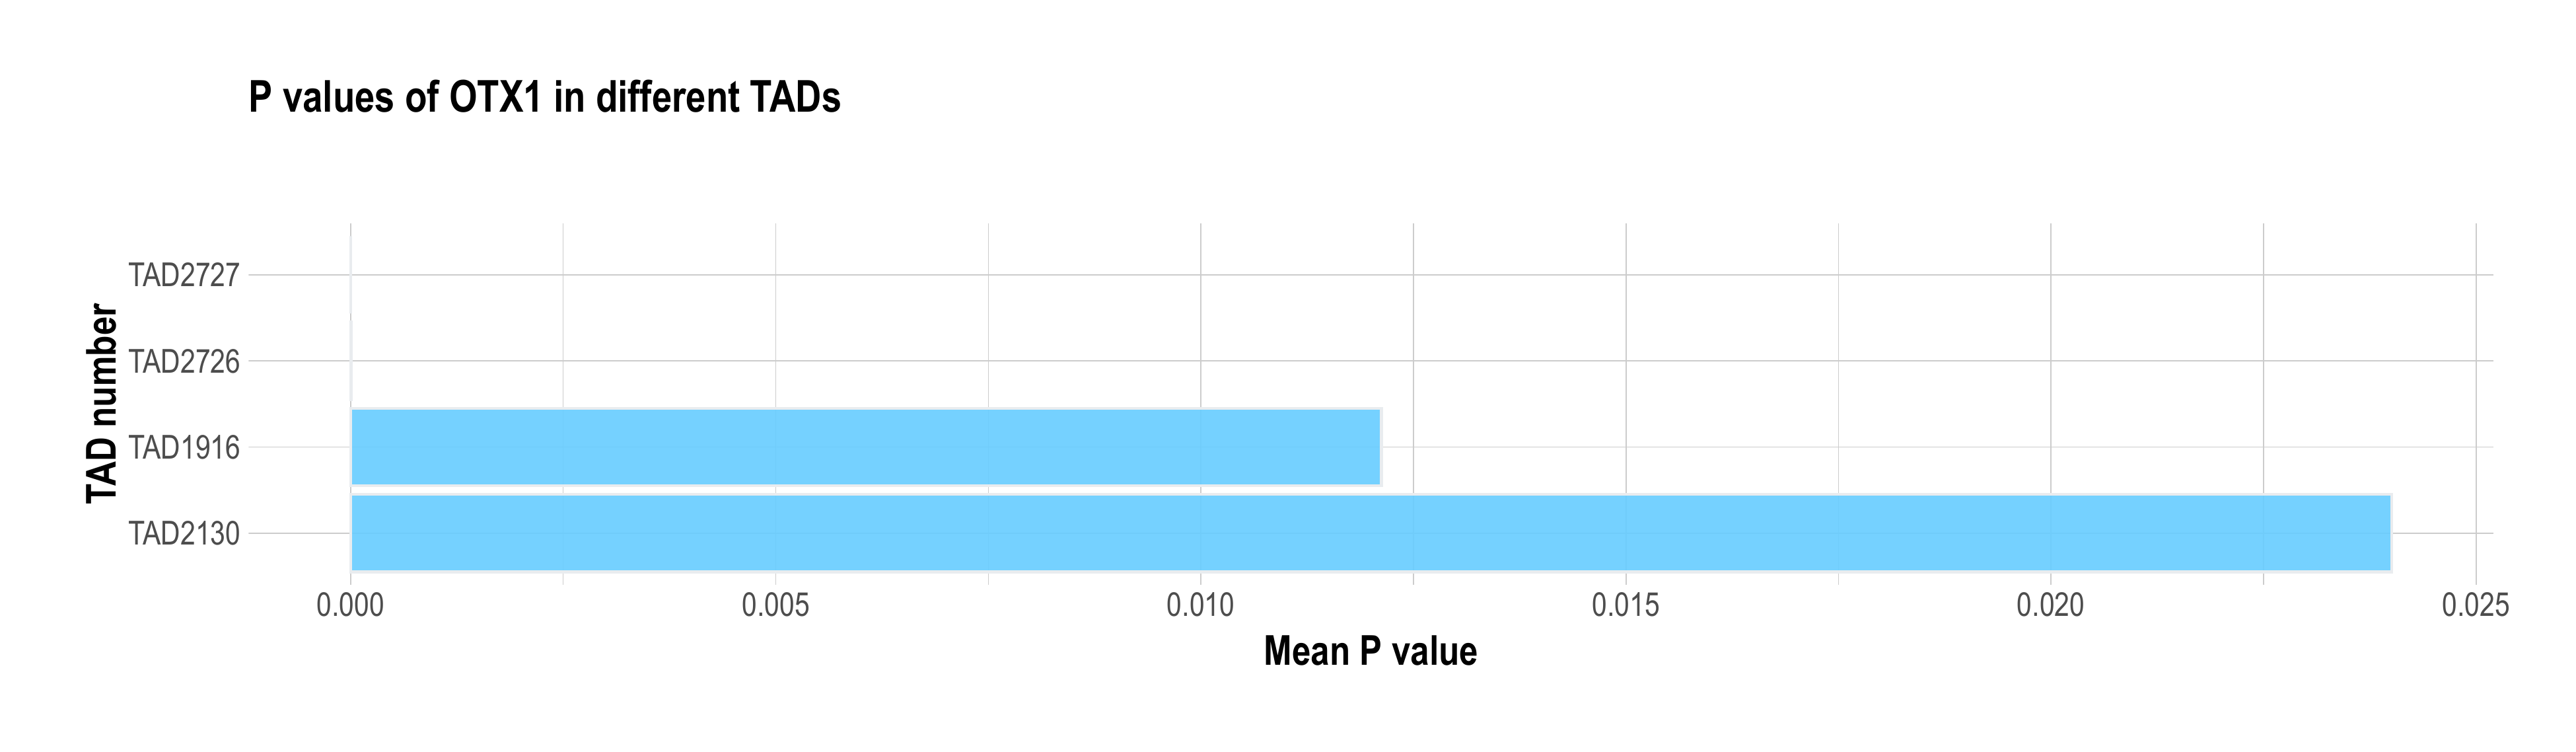 P values of OTX1 in different TADs
TAD number
TAD2727
TAD2726
TAD1916
TAD2130
0.000 0.005 0.010 0.015 0.020 0.025
Mean P value